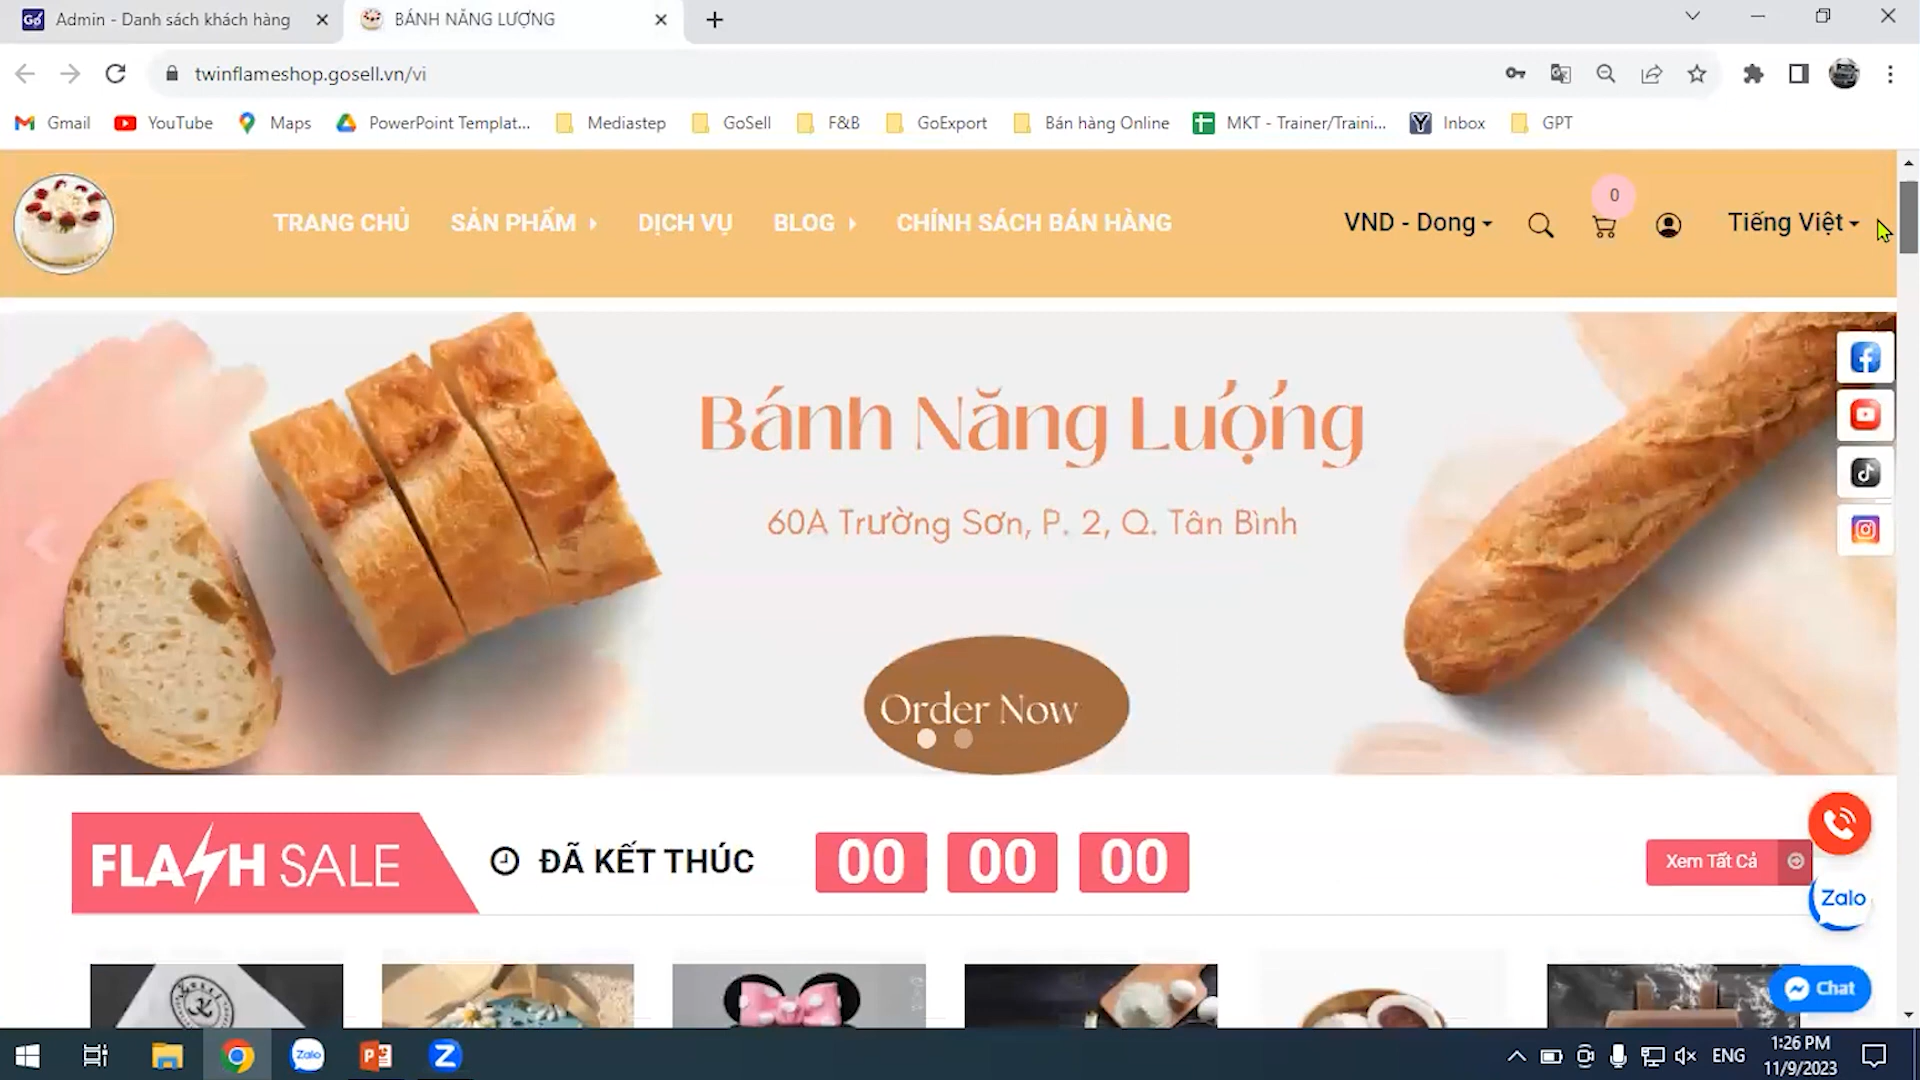 Admin - Danh sách khách hàng
BÁNH NĂNG LƯỢNG
twinflameshop.gosell.vn/vi
Gmail
YouTube
Maps
PowerPoint Templat...
Mediastep
GoSell
F&B
GoExport
Bán hàng Online
MKT - Trainer/Traini...
Inbox
GPT
TRANG CHỦ
SẢN PHẨM
DỊCH VỤ
BLOG
CHÍNH SÁCH BÁN HÀNG
VND - Dong
0
Tiếng Việt
Bánh Năng Lượng
60A Trường Sơn, P. 2, Q. Tân Bình
Order Now
FLASH SALE
ĐÃ KẾT THÚC
00
00
00
Xem Tất Cả
Zalo
Chat
Zalo
ENG
1:26 PM
11/9/2023